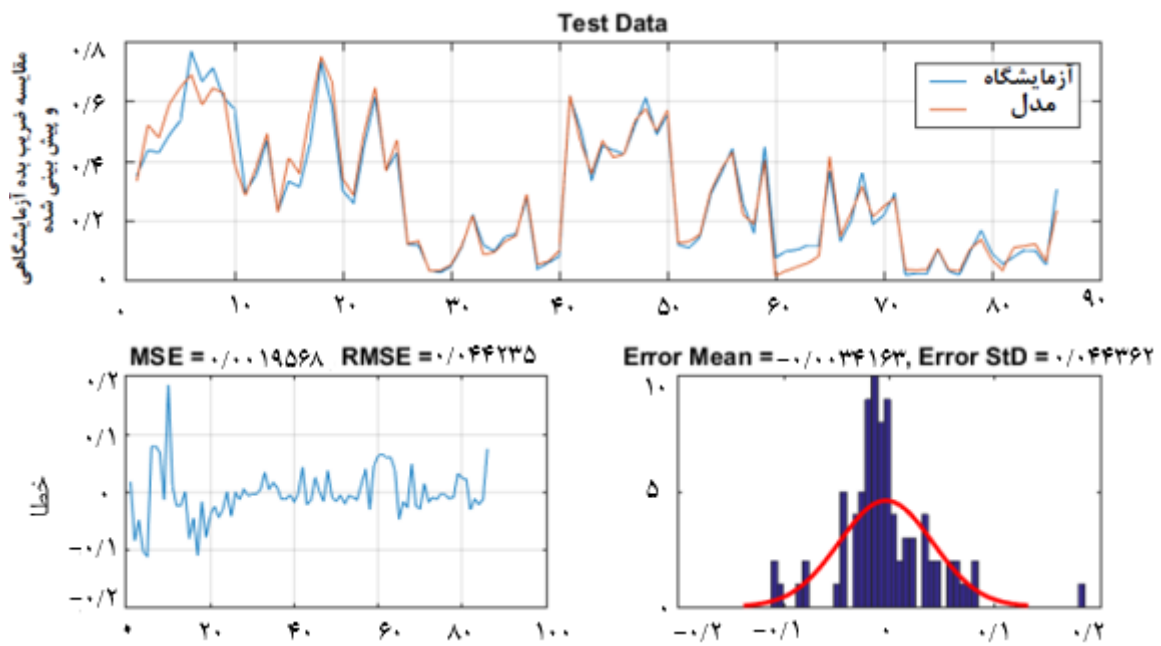 Test Data
مقایسه ضریب بده آزمایشگاهی
و پیش بینی شده
۰/۸
۰/۶
۰/۴
۰/۲
۰
آزمایشگاه
مدل
۰ ۱۰ ۲۰ ۳۰ ۴۰ ۵۰ ۶۰ ۷۰ ۸۰ ۹۰
MSE = ۰/۰۰۱۹۵۶۸ RMSE = ۰/۰۴۴۲۳۵
خطا
۰/۲
۰/۱
۰
-۰/۱
-۰/۲
۰ ۲۰ ۴۰ ۶۰ ۸۰ ۱۰۰
Error Mean = -۰/۰۰۳۴۱۶۳, Error StD = ۰/۰۴۴۳۶۲
۱۰
۵
۰
-۰/۲ -۰/۱ ۰ ۰/۱ ۰/۲